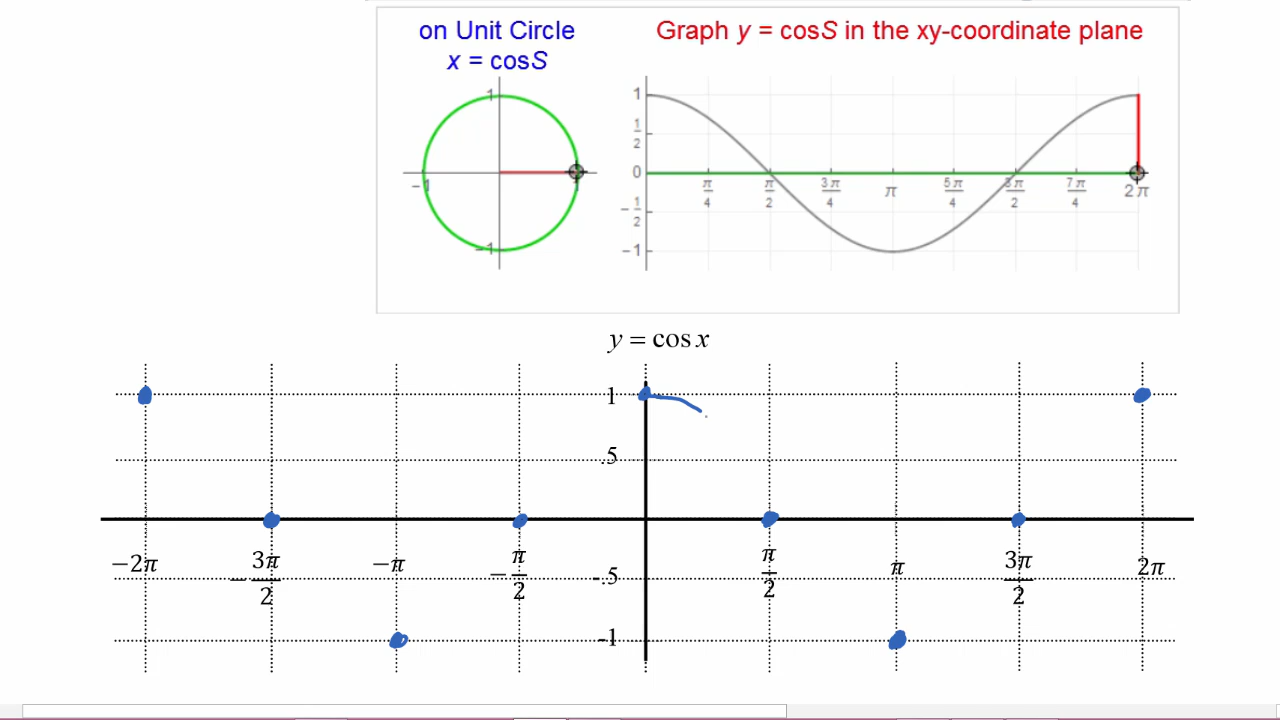 on Unit Circle
x = cosS
Graph y = cosS in the xy-coordinate plane
1
-1
1
-1
1
1/2
0
-1/2
-1
π/4
π/2
3π/4
π
5π/4
3π/2
7π/4
2π
y = cos x
1
.5
-.5
-1
−2π
−3π/2
−π
−π/2
π/2
π
3π/2
2π